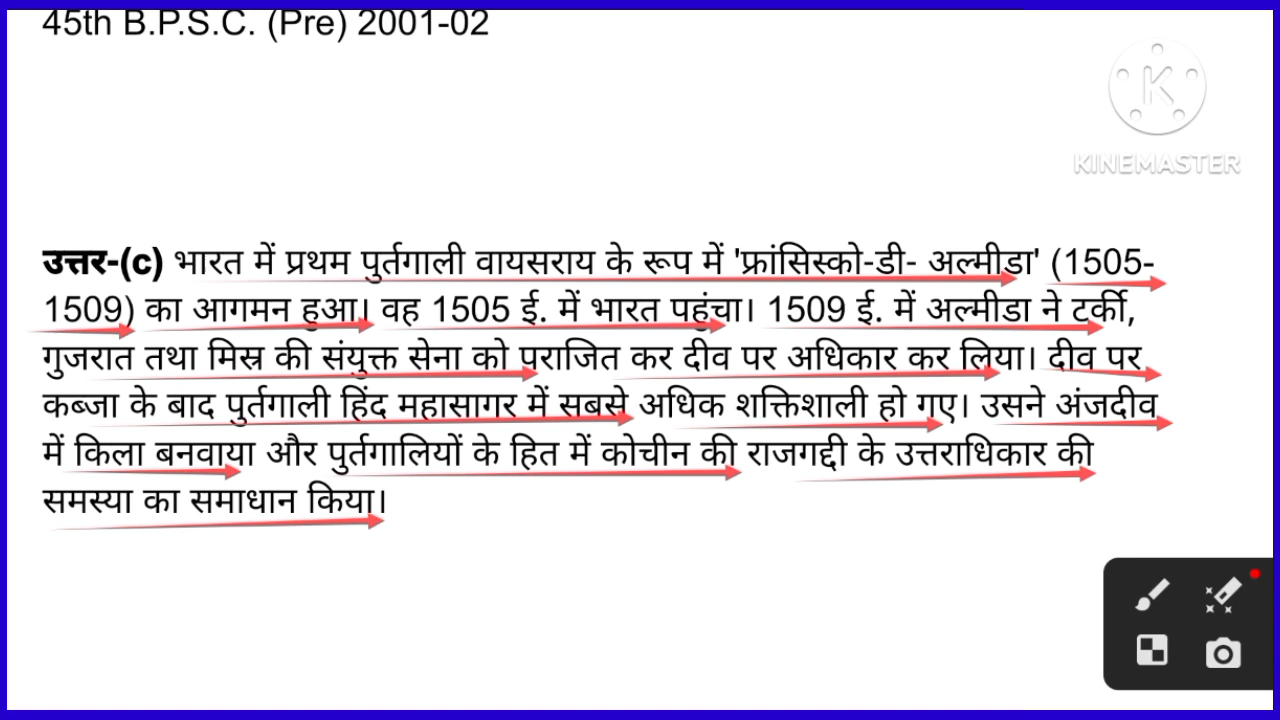 45th B.P.S.C. (Pre) 2001-02
KINEMASTER
उत्तर-(c) भारत में प्रथम पुर्तगाली वायसराय के रूप में 'फ्रांसिस्को-डी- अल्मीडा' (1505-
1509) का आगमन हुआ। वह 1505 ई. में भारत पहुंचा। 1509 ई. में अल्मीडा ने टर्की,
गुजरात तथा मिस्र की संयुक्त सेना को पराजित कर दीव पर अधिकार कर लिया। दीव पर
कब्जा के बाद पुर्तगाली हिंद महासागर में सबसे अधिक शक्तिशाली हो गए। उसने अंजदीव
में किला बनवाया और पुर्तगालियों के हित में कोचीन की राजगद्दी के उत्तराधिकार की
समस्या का समाधान किया।